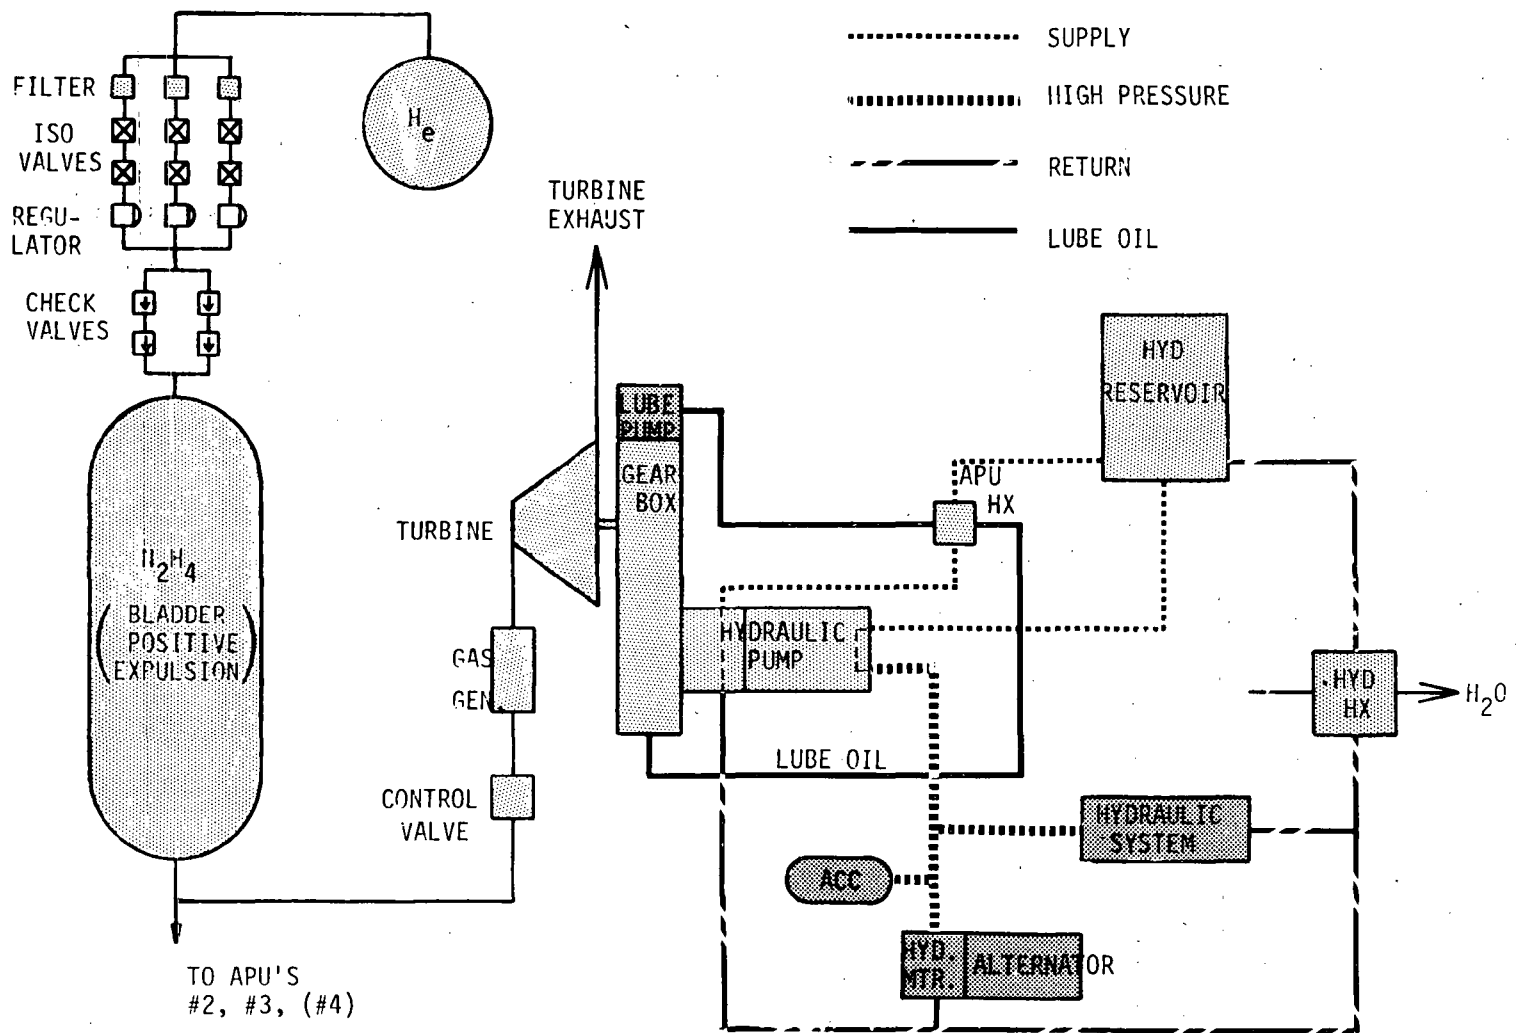 SUPPLY
HIGH PRESSURE
RETURN
LUBE OIL
FILTER
ISO
VALVES
REGU-
LATOR
CHECK
VALVES
He
TURBINE
EXHAUST
N2H4
(BLADDER
POSITIVE
EXPULSION)
TO APU'S
#2, #3, (#4)
TURBINE
GAS
GEN.
CONTROL
VALVE
LUBE
PUMP
GEAR
BOX
HYDRAULIC
PUMP
LUBE OIL
APU
HX
HYD
RESERVOIR
HYD
HX
H2O
HYDRAULIC
SYSTEM
ACC
HYD.
MTR.
ALTERNATOR